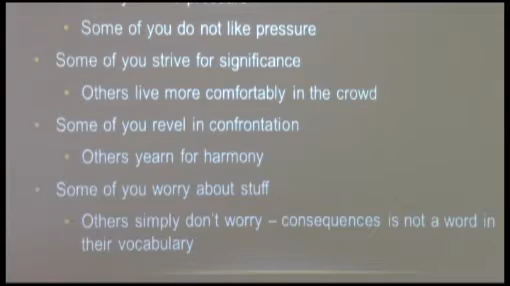 Some of you do not like pressure
Some of you strive for significance
Others live more comfortably in the crowd
Some of you revel in confrontation
Others yearn for harmony
Some of you worry about stuff
Others simply don't worry – consequences is not a word in
their vocabulary